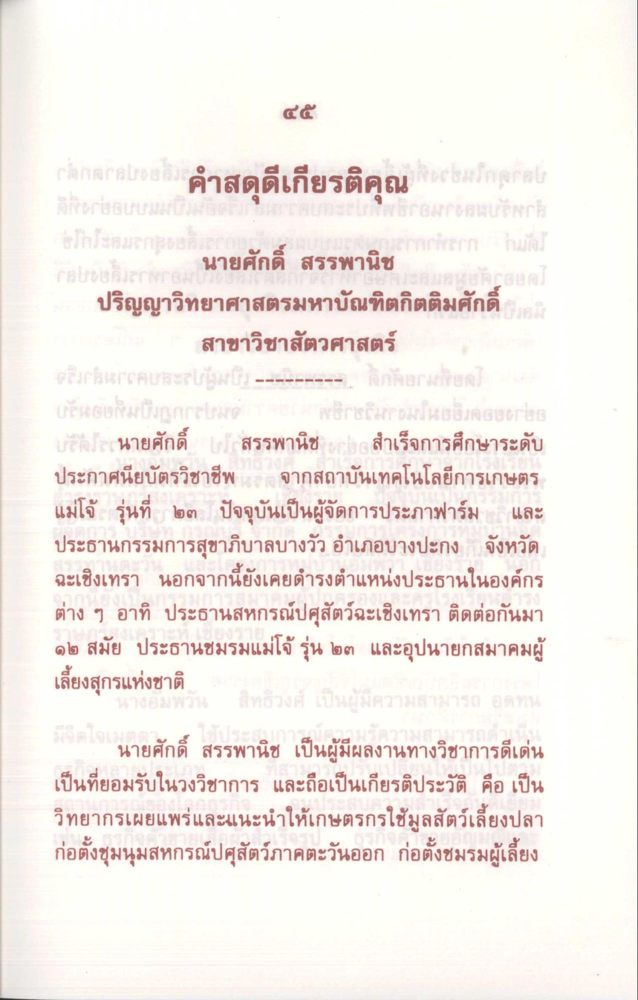 ๔๕
คำสดุดีเกียรติคุณ
นายศักดิ์ สรรพานิช
ปริญญาวิทยาศาสตรมหาบัณฑิตกิตติมศักดิ์
สาขาวิชาสัตวศาสตร์
---------
นายศักดิ์ สรรพานิช สำเร็จการศึกษาระดับ
ประกาศนียบัตรวิชาชีพ จากสถาบันเทคโนโลยีการเกษตร
แม่โจ้ รุ่นที่ ๒๓ ปัจจุบันเป็นผู้จัดการประภาฟาร์ม และ
ประธานกรรมการสุขาภิบาลบางวัว อำเภอบางปะกง จังหวัด
ฉะเชิงเทรา นอกจากนี้ยังเคยดำรงตำแหน่งประธานในองค์กร
ต่าง ๆ อาทิ ประธานสหกรณ์ปศุสัตว์ฉะเชิงเทรา ติดต่อกันมา
๑๒ สมัย ประธานชมรมแม่โจ้ รุ่น ๒๓ และอุปนายกสมาคมผู้
เลี้ยงสุกรแห่งชาติ
นายศักดิ์ สรรพานิช เป็นผู้มีผลงานทางวิชาการดีเด่น
เป็นที่ยอมรับในวงวิชาการ และถือเป็นเกียรติประวัติ คือ เป็น
วิทยากรเผยแพร่และแนะนำให้เกษตรกรใช้มูลสัตว์เลี้ยงปลา
ก่อตั้งชุมนุมสหกรณ์ปศุสัตว์ภาคตะวันออก ก่อตั้งชมรมผู้เลี้ยง